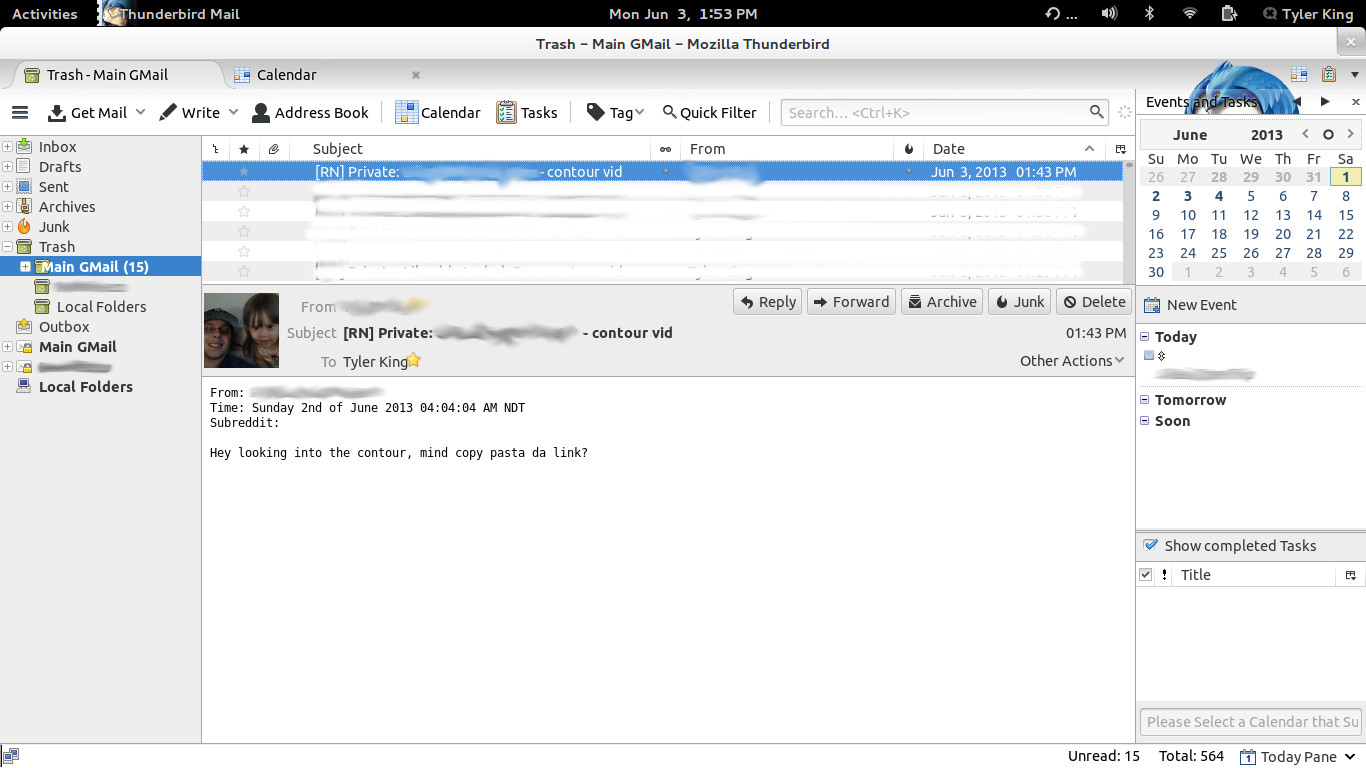 Activities Thunderbird Mail Mon Jun 3, 1:53 PM ... Tyler King
Trash - Main GMail - Mozilla Thunderbird
Trash - Main GMail Calendar
Get Mail Write Address Book Calendar Tasks Tag Quick Filter Search... <Ctrl+K>
Events and Tasks
June 2013
Su Mo Tu We Th Fr Sa
26 27 28 29 30 31 1
2 3 4 5 6 7 8
9 10 11 12 13 14 15
16 17 18 19 20 21 22
23 24 25 26 27 28 29
30 1 2 3 4 5 6
New Event
Today
Tomorrow
Soon
Show completed Tasks
Title
Please Select a Calendar that Su
Inbox
Drafts
Sent
Archives
Junk
Trash
Main GMail (15)
Local Folders
Outbox
Main GMail
Local Folders
Subject From Date
[RN] Private: - contour vid Jun 3, 2013 01:43 PM
From
Reply Forward Archive Junk Delete
Subject [RN] Private: - contour vid 01:43 PM
To Tyler King Other Actions
From:
Time: Sunday 2nd of June 2013 04:04:04 AM NDT
Subreddit:
Hey looking into the contour, mind copy pasta da link?
Unread: 15 Total: 564 1 Today Pane